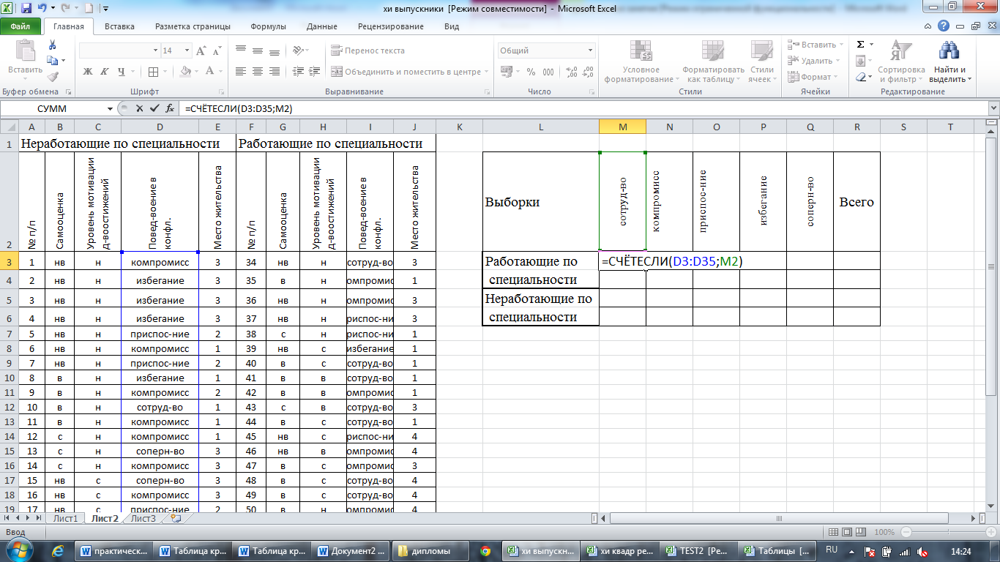 хи выпускники [Режим совместимости] - Microsoft Excel
Файл Главная Вставка Разметка страницы Формулы Данные Рецензирование Вид
Вставить
14
Ж К Ч
Перенос текста
Объединить и поместить в центре
Общий
% 000
Условное форматирование
Форматировать как таблицу
Стили ячеек
Вставить
Удалить
Формат
Сортировка и фильтр
Найти и выделить
Буфер обмена Шрифт Выравнивание Число Стили Ячейки Редактирование
СУММ =СЧЁТЕСЛИ(D3:D35;M2)
A B C D E F G H I J K L M N O P Q R S T
1 Неработающие по специальности Работающие по специальности
2 № п/п Самооценка Уровень мотивации д-воостижений Повед-воение в конфл. Место жительства № п/п Самооценка Уровень мотивации д-воостижений Повед-воение в конфл. Место жительства Выборки сотруд-во компромисс приспос-ние избегание соперн-во Всего
3 1 нв н компромисс 3 34 нв н сотруд-во 3 Работающие по =СЧЁТЕСЛИ(D3:D35;M2)
4 2 нв н избегание 3 35 в н омпромис 1 специальности
5 3 нв н избегание 3 36 нв н омпромис 3 Неработающие по
6 4 нв н избегание 3 37 нв н риспос-ни 3 специальности
7 5 нв н приспос-ние 2 38 с н риспос-ни 1
8 6 нв н компромисс 1 39 нв с избегание 1
9 7 нв н приспос-ние 2 40 в с сотруд-во 1
10 8 в н избегание 1 41 в в сотруд-во 1
11 9 в н компромисс 2 42 в в омпромис 1
12 10 в н сотруд-во 1 43 с в сотруд-во 3
13 11 в н компромисс 1 44 в с сотруд-во 1
14 12 с н компромисс 1 45 нв с риспос-ни 4
15 13 с н соперн-во 3 46 нв в омпромис 4
16 14 с н компромисс 3 47 в с омпромис 3
17 15 нв с соперн-во 3 48 в с сотруд-во 4
18 16 нв с компромисс 3 49 в с сотруд-во 4
19 17 нв с приспос-ние 2 50 в н омпромис 4
Лист1 Лист2 Лист3
Ввод 100%
практическ... Таблица кр... Таблица кр... Документ2 ... дипломы хи выпускн... хи квадр ре... TEST2 [Ре... Таблицы [... RU 14:24